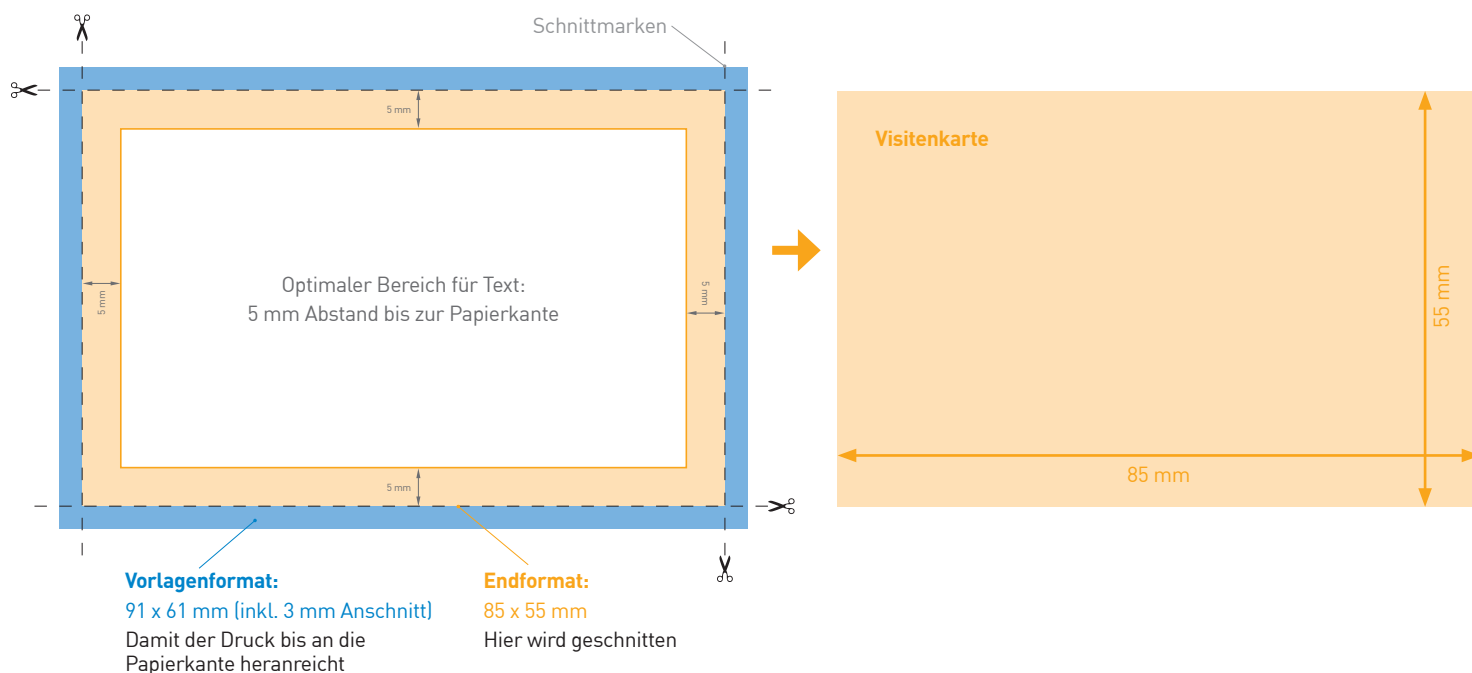 Schnittmarken
5 mm
Visitenkarte
Optimaler Bereich für Text:
5 mm Abstand bis zur Papierkante
5 mm
5 mm
55 mm
85 mm
5 mm
Vorlagenformat:
91 x 61 mm (inkl. 3 mm Anschnitt)
Damit der Druck bis an die
Papierkante heranreicht
Endformat:
85 x 55 mm
Hier wird geschnitten